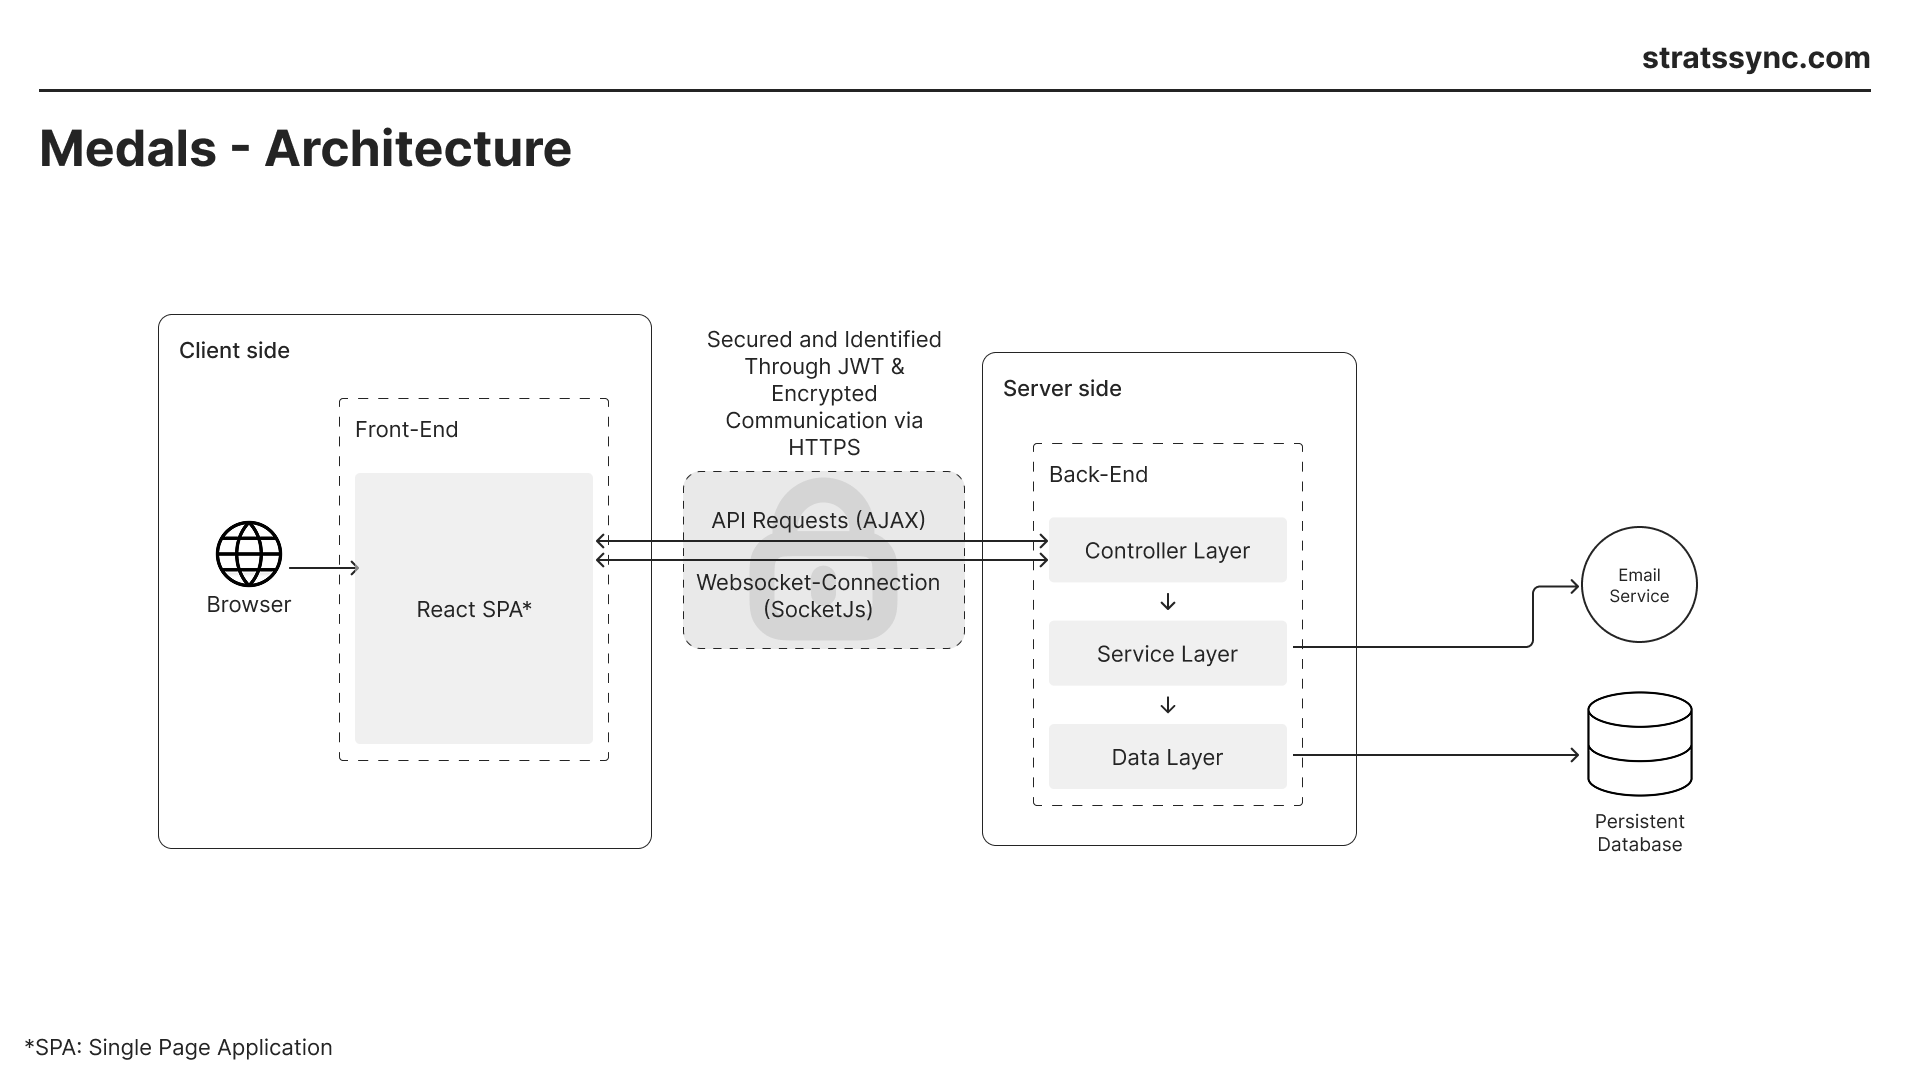 stratssync.com
Medals - Architecture
Client side
Front-End
React SPA*
Browser
Secured and Identified
Through JWT &
Encrypted
Communication via
HTTPS
API Requests (AJAX)
Websocket-Connection
(SocketJs)
Server side
Back-End
Controller Layer
Service Layer
Data Layer
Email
Service
Persistent
Database
*SPA: Single Page Application